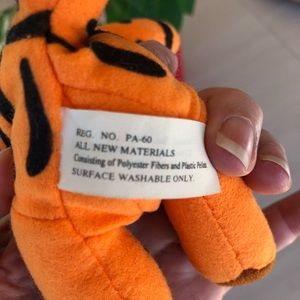 REG. NO. PA-60
ALL NEW MATERIALS
Consisting of Polyester Fibers and Plastic Pellets
SURFACE WASHABLE ONLY.